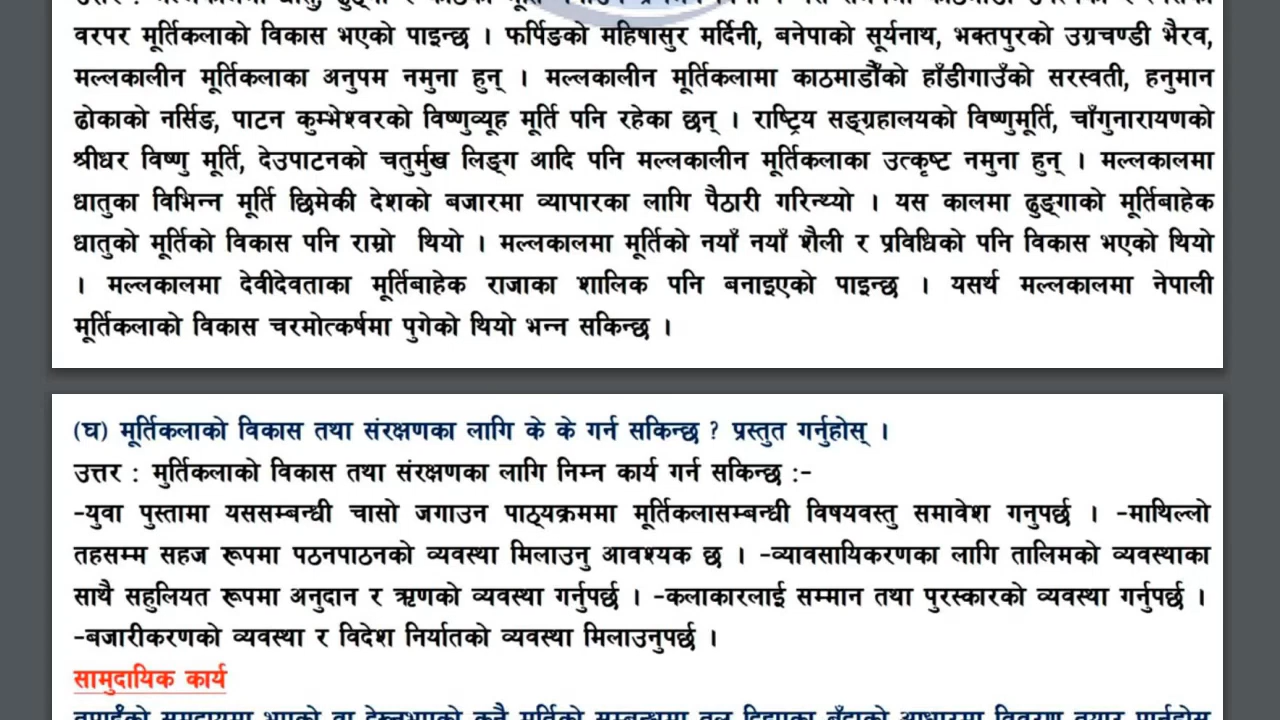 वरपर मूर्तिकलाको विकास भएको पाइन्छ । फर्पिङको महिषासुर मर्दिनी, बनेपाको सूर्यनाथ, भक्तपुरको उग्रचण्डी भैरव,
मल्लकालीन मूर्तिकलाका अनुपम नमुना हुन् । मल्लकालीन मूर्तिकलामा काठमाडौँको हाँडीगाउँको सरस्वती, हनुमान
ढोकाको नर्सिङ, पाटन कुम्भेश्वरको विष्णुव्यूह मूर्ति पनि रहेका छन् । राष्ट्रिय सङ्ग्रहालयको विष्णुमूर्ति, चाँगुनारायणको
श्रीधर विष्णु मूर्ति, देउपाटनको चतुर्मुख लिङ्ग आदि पनि मल्लकालीन मूर्तिकलाका उत्कृष्ट नमुना हुन् । मल्लकालमा
धातुका विभिन्न मूर्ति छिमेकी देशको बजारमा व्यापारका लागि पैठारी गरिन्थ्यो । यस कालमा ढुङ्गाको मूर्तिबाहेक
धातुको मूर्तिको विकास पनि राम्रो थियो । मल्लकालमा मूर्तिको नयाँ नयाँ शैली र प्रविधिको पनि विकास भएको थियो
। मल्लकालमा देवीदेवताका मूर्तिबाहेक राजाका शालिक पनि बनाइएको पाइन्छ । यसर्थ मल्लकालमा नेपाली
मूर्तिकलाको विकास चरमोत्कर्षमा पुगेको थियो भन्न सकिन्छ ।
(घ) मूर्तिकलाको विकास तथा संरक्षणका लागि के के गर्न सकिन्छ ? प्रस्तुत गर्नुहोस् ।
उत्तर : मुर्तिकलाको विकास तथा संरक्षणका लागि निम्न कार्य गर्न सकिन्छ :-
-युवा पुस्तामा यससम्बन्धी चासो जगाउन पाठ्यक्रममा मूर्तिकलासम्बन्धी विषयवस्तु समावेश गनुपर्छ । -माथिल्लो
तहसम्म सहज रूपमा पठनपाठनको व्यवस्था मिलाउनु आवश्यक छ । -व्यावसायिकरणका लागि तालिमको व्यवस्थाका
साथै सहुलियत रूपमा अनुदान र ऋणको व्यवस्था गर्नुपर्छ । -कलाकारलाई सम्मान तथा पुरस्कारको व्यवस्था गर्नुपर्छ ।
-बजारीकरणको व्यवस्था र विदेश निर्यातको व्यवस्था मिलाउनुपर्छ ।
सामुदायिक कार्य